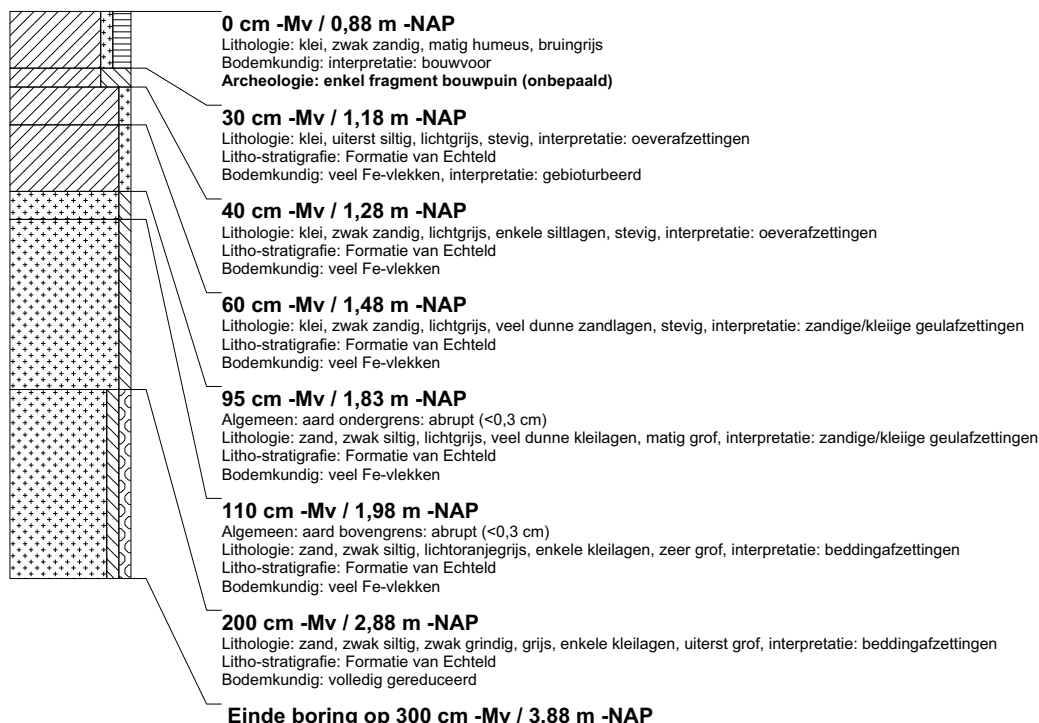 0 cm -Mv / 0,88 m -NAP
Lithologie: klei, zwak zandig, matig humeus, bruingrijs
Bodemkundig: interpretatie: bouwvoor
Archeologie: enkel fragment bouwpuin (onbepaald)
30 cm -Mv / 1,18 m -NAP
Lithologie: klei, uiterst siltig, lichtgrijs, stevig, interpretatie: oeverafzettingen
Litho-stratigrafie: Formatie van Echteld
Bodemkundig: veel Fe-vlekken, interpretatie: gebioturbeerd
40 cm -Mv / 1,28 m -NAP
Lithologie: klei, zwak zandig, lichtgrijs, enkele siltlagen, stevig, interpretatie: oeverafzettingen
Litho-stratigrafie: Formatie van Echteld
Bodemkundig: veel Fe-vlekken
60 cm -Mv / 1,48 m -NAP
Lithologie: klei, zwak zandig, lichtgrijs, veel dunne zandlagen, stevig, interpretatie: zandige/kleiige geulafzettingen
Litho-stratigrafie: Formatie van Echteld
Bodemkundig: veel Fe-vlekken
95 cm -Mv / 1,83 m -NAP
Algemeen: aard ondergrens: abrupt (<0,3 cm)
Lithologie: zand, zwak siltig, lichtgrijs, veel dunne kleilagen, matig grof, interpretatie: zandige/kleiige geulafzettingen
Litho-stratigrafie: Formatie van Echteld
Bodemkundig: veel Fe-vlekken
110 cm -Mv / 1,98 m -NAP
Algemeen: aard bovengrens: abrupt (<0,3 cm)
Lithologie: zand, zwak siltig, lichtoranjegrijs, enkele kleilagen, zeer grof, interpretatie: beddingafzettingen
Litho-stratigrafie: Formatie van Echteld
Bodemkundig: veel Fe-vlekken
200 cm -Mv / 2,88 m -NAP
Lithologie: zand, zwak siltig, zwak grindig, grijs, enkele kleilagen, uiterst grof, interpretatie: beddingafzettingen
Litho-stratigrafie: Formatie van Echteld
Bodemkundig: volledig gereduceerd
Einde boring op 300 cm -Mv / 3,88 m -NAP